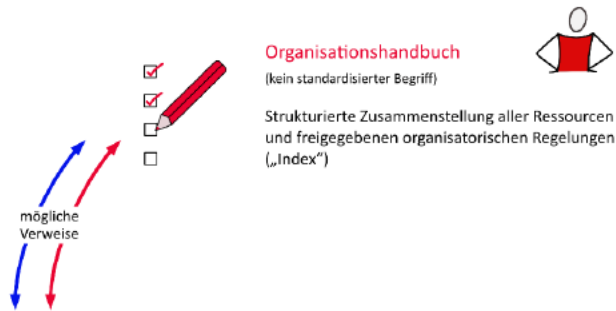 Organisationshandbuch
(kein standardisierter Begriff)
Strukturierte Zusammenstellung aller Ressourcen
und freigegebenen organisatorischen Regelungen
(„Index“)
mögliche
Verweise